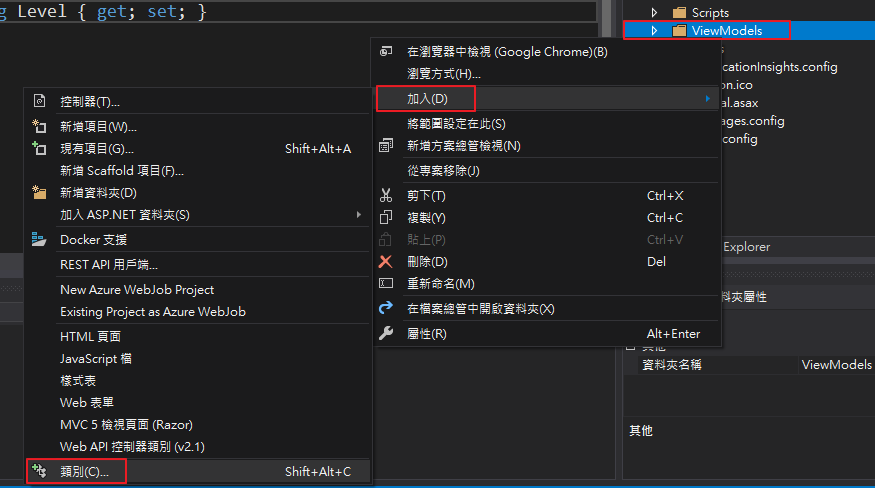 g Level { get; set; }
Scripts
ViewModels
s
cationInsights.config
on.ico
al.asax
ages.config
.config
在瀏覽器中檢視 (Google Chrome)(B)
瀏覽方式(H)...
加入(D)
將範圍設定在此(S)
新增方案總管檢視(N)
從專案移除(J)
剪下(T) Ctrl+X
複製(Y) Ctrl+C
貼上(P) Ctrl+V
刪除(D) Del
重新命名(M)
在檔案總管中開啟資料夾(X)
屬性(R) Alt+Enter
控制器(T)...
新增項目(W)...
現有項目(G)... Shift+Alt+A
新增 Scaffold 項目(F)...
新增資料夾(D)
加入 ASP.NET 資料夾(S)
Docker 支援
REST API 用戶端...
New Azure WebJob Project
Existing Project as Azure WebJob
HTML 頁面
JavaScript 檔
樣式表
Web 表單
MVC 5 檢視頁面 (Razor)
Web API 控制器類別 (v2.1)
類別(C)... Shift+Alt+C
Explorer
夾屬性
資料夾名稱 ViewModels
其他